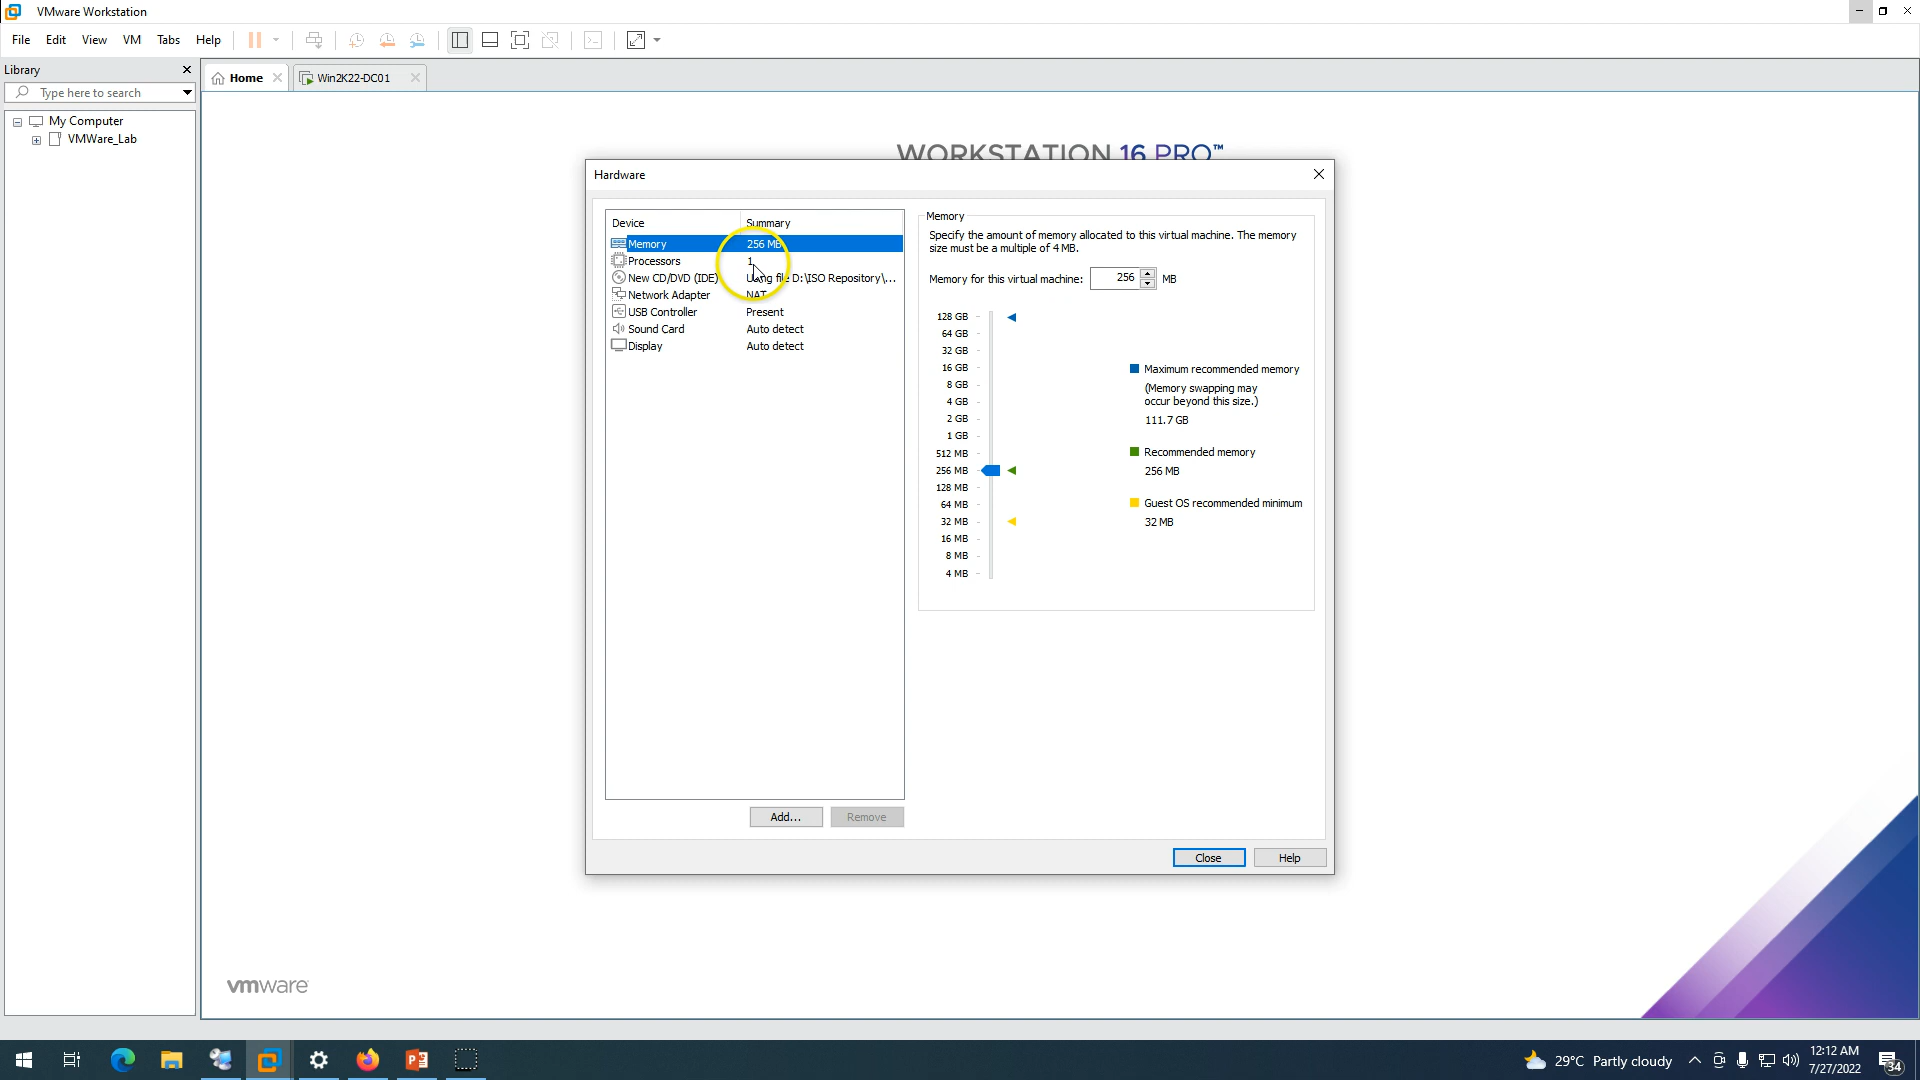 VMware Workstation
File Edit View VM Tabs Help
Library
Type here to search
Home
Win2K22-DC01
My Computer
VMWare_Lab
WORKSTATION 16 PRO™
Hardware
Device Summary
Memory 256 MB
Processors 1
New CD/DVD (IDE) Using file D:\ISO Repository\...
Network Adapter NAT
USB Controller Present
Sound Card Auto detect
Display Auto detect
Add... Remove
Memory
Specify the amount of memory allocated to this virtual machine. The memory
size must be a multiple of 4 MB.
Memory for this virtual machine: 256 MB
128 GB
64 GB
32 GB
16 GB
8 GB
4 GB
2 GB
1 GB
512 MB
256 MB
128 MB
64 MB
32 MB
16 MB
8 MB
4 MB
Maximum recommended memory
(Memory swapping may
occur beyond this size.)
111.7 GB
Recommended memory
256 MB
Guest OS recommended minimum
32 MB
Close Help
vmware
29°C Partly cloudy
12:12 AM
7/27/2022
34